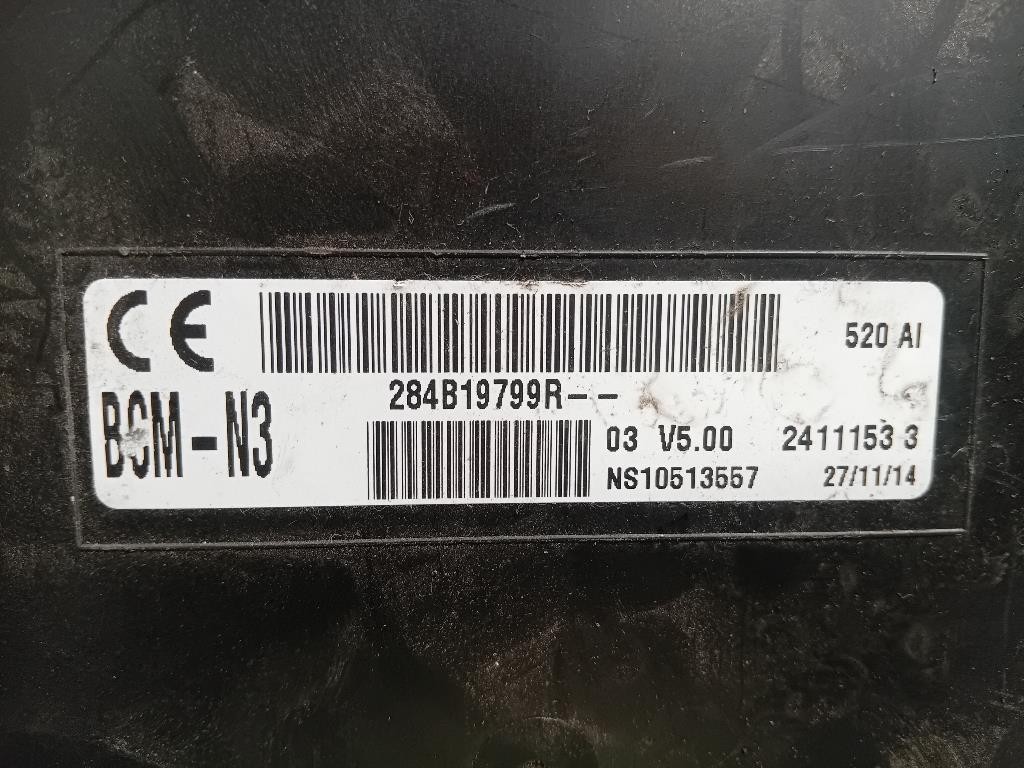 CE
520 AI
284B19799R--
BCM-N3
03 V5.00 2411153 3
NS10513557 27/11/14